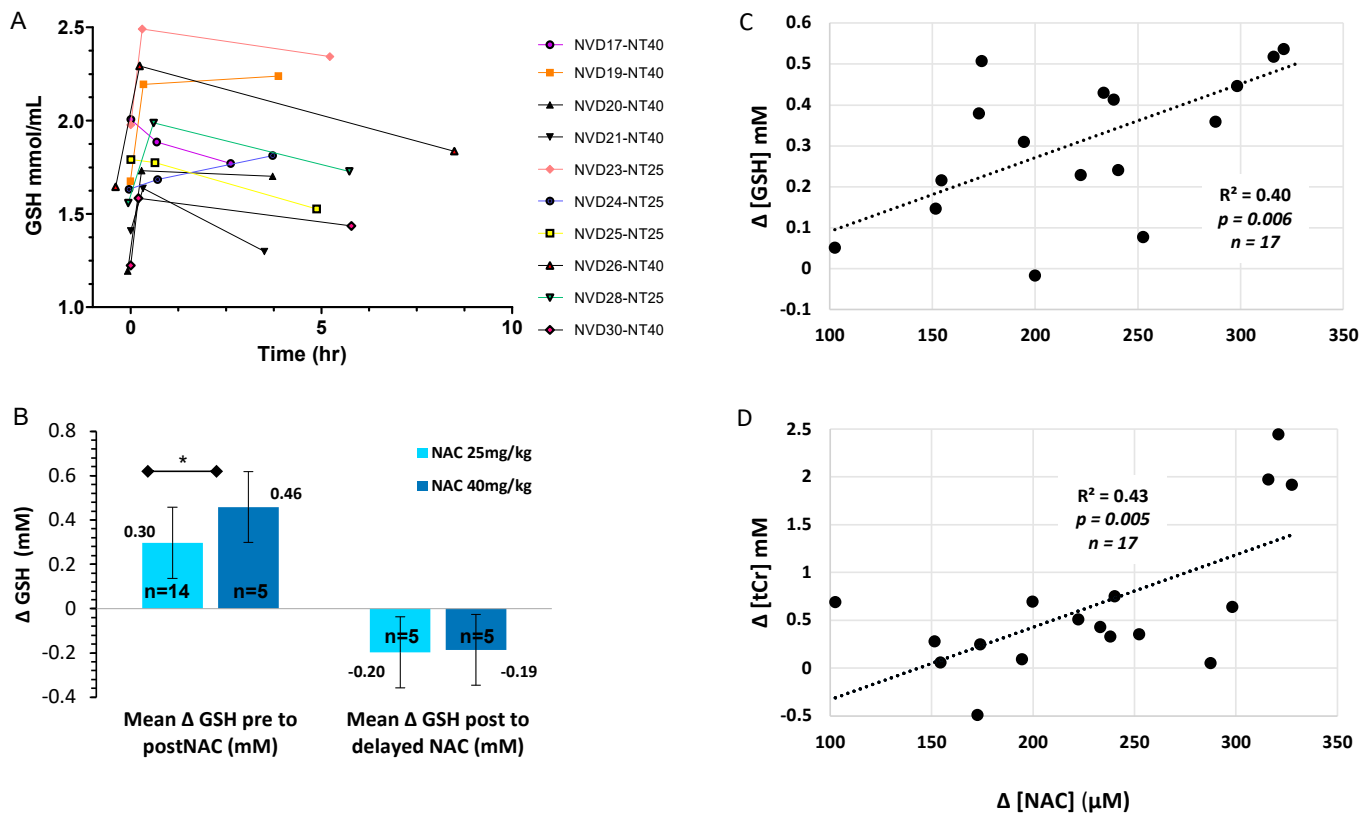 A
GSH mmol/mL
2.5
2.0
1.5
1.0
0
5
10
Time (hr)
NVD17-NT40
NVD19-NT40
NVD20-NT40
NVD21-NT40
NVD23-NT25
NVD24-NT25
NVD25-NT25
NVD26-NT40
NVD28-NT25
NVD30-NT40
B
Δ GSH (mM)
0.8
0.6
0.4
0.2
0
-0.2
-0.4
*
0.30
0.46
n=14
n=5
n=5
n=5
-0.20
-0.19
NAC 25mg/kg
NAC 40mg/kg
Mean Δ GSH pre to
postNAC (mM)
Mean Δ GSH post to
delayed NAC (mM)
C
Δ [GSH] mM
0.6
0.5
0.4
0.3
0.2
0.1
0
-0.1
R² = 0.40
p = 0.006
n = 17
100
150
200
250
300
350
D
Δ [tCr] mM
2.5
2
1.5
1
0.5
0
-0.5
R² = 0.43
p = 0.005
n = 17
100
150
200
250
300
350
Δ [NAC] (μM)